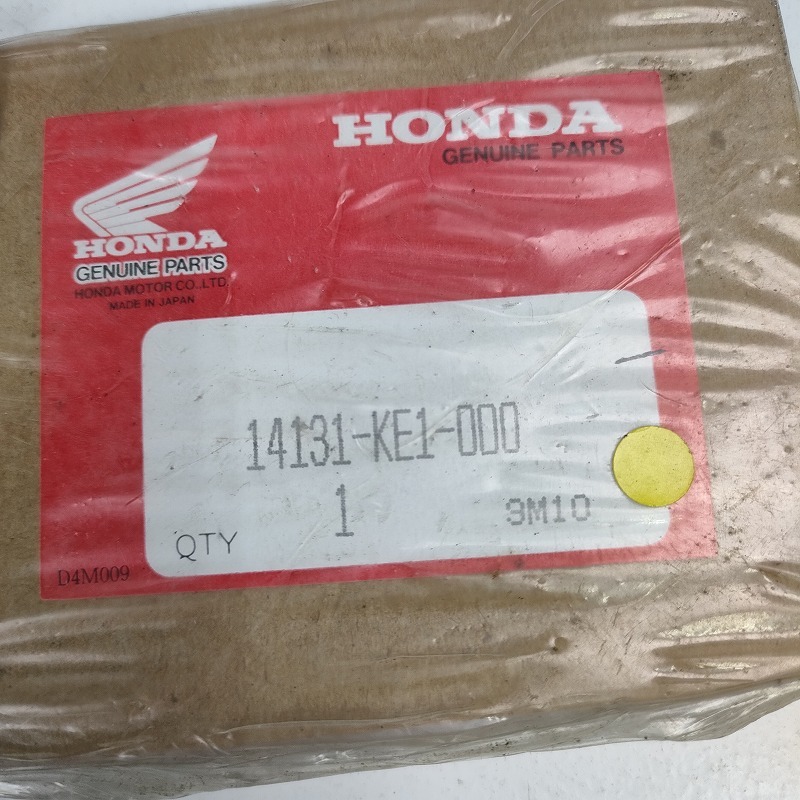 HONDA
GENUINE PARTS
HONDA
GENUINE PARTS
HONDA MOTOR CO.,LTD.
MADE IN JAPAN
14131-KE1-000
QTY 1 9M10
D4M009